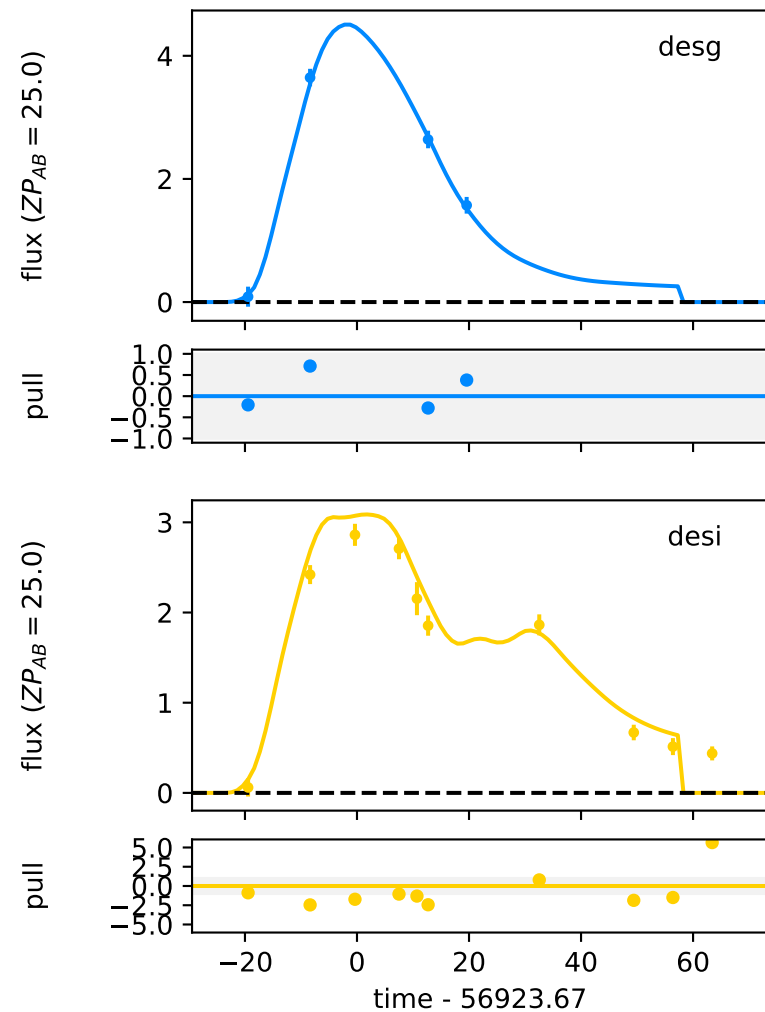 flux (ZP_AB = 25.0)
4
2
0
desg
pull
1.0
0.5
0.0
−0.5
−1.0
flux (ZP_AB = 25.0)
3
2
1
0
desi
pull
5.0
2.5
0.0
−2.5
−5.0
−20 0 20 40 60
time - 56923.67